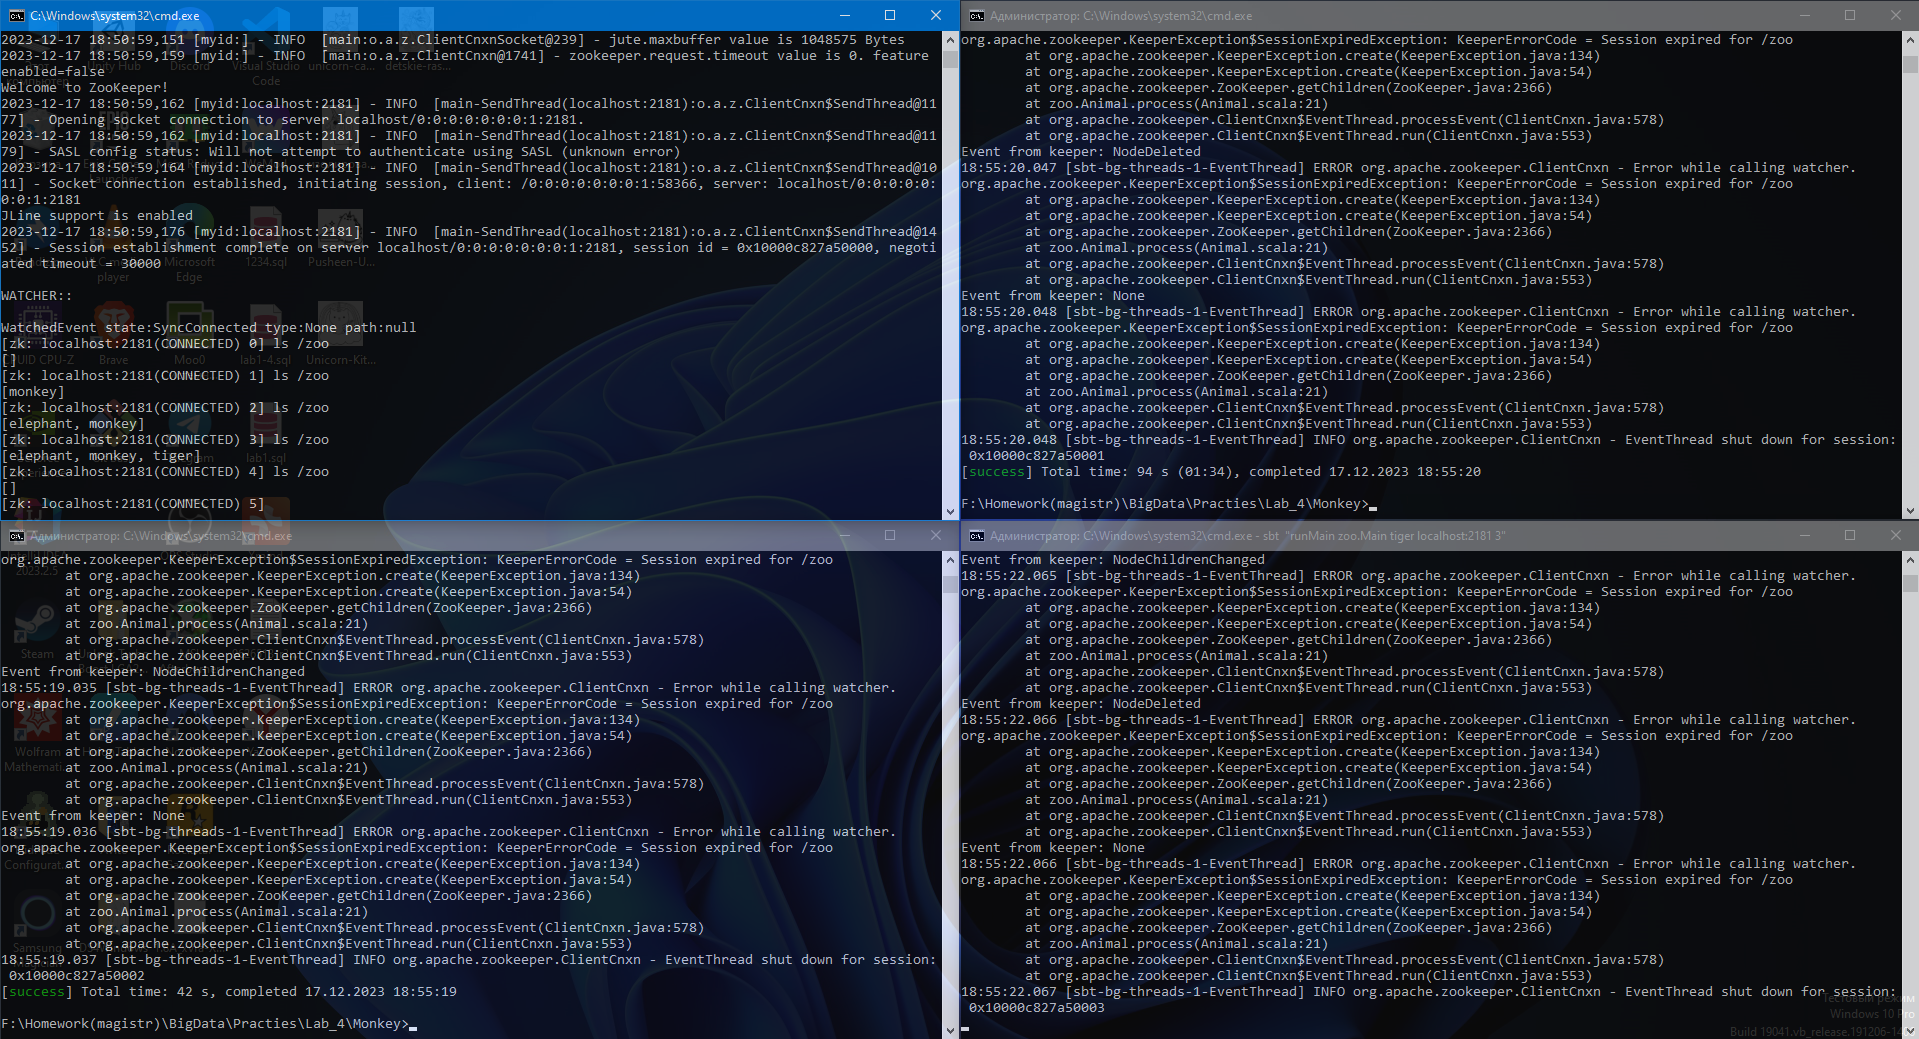 C:\Windows\system32\cmd.exe
2023-12-17 18:50:59,151 [myid:] - INFO  [main:o.a.z.ClientCnxnSocket@239] - jute.maxbuffer value is 1048575 Bytes
2023-12-17 18:50:59,159 [myid:] - INFO  [main:o.a.z.ClientCnxn@1741] - zookeeper.request.timeout value is 0. feature
enabled=false
Welcome to ZooKeeper!
2023-12-17 18:50:59,162 [myid:localhost:2181] - INFO  [main-SendThread(localhost:2181):o.a.z.ClientCnxn$SendThread@11
77] - Opening socket connection to server localhost/0:0:0:0:0:0:0:1:2181.
2023-12-17 18:50:59,162 [myid:localhost:2181] - INFO  [main-SendThread(localhost:2181):o.a.z.ClientCnxn$SendThread@11
79] - SASL config status: Will not attempt to authenticate using SASL (unknown error)
2023-12-17 18:50:59,164 [myid:localhost:2181] - INFO  [main-SendThread(localhost:2181):o.a.z.ClientCnxn$SendThread@10
11] - Socket connection established, initiating session, client: /0:0:0:0:0:0:0:1:58366, server: localhost/0:0:0:0:0:
0:0:1:2181
JLine support is enabled
2023-12-17 18:50:59,176 [myid:localhost:2181] - INFO  [main-SendThread(localhost:2181):o.a.z.ClientCnxn$SendThread@14
52] - Session establishment complete on server localhost/0:0:0:0:0:0:0:1:2181, session id = 0x10000c827a50000, negoti
ated timeout = 30000
WATCHER::
WatchedEvent state:SyncConnected type:None path:null
[zk: localhost:2181(CONNECTED) 0] ls /zoo
[]
[zk: localhost:2181(CONNECTED) 1] ls /zoo
[monkey]
[zk: localhost:2181(CONNECTED) 2] ls /zoo
[elephant, monkey]
[zk: localhost:2181(CONNECTED) 3] ls /zoo
[elephant, monkey, tiger]
[zk: localhost:2181(CONNECTED) 4] ls /zoo
[]
[zk: localhost:2181(CONNECTED) 5]
Администратор: C:\Windows\system32\cmd.exe
org.apache.zookeeper.KeeperException$SessionExpiredException: KeeperErrorCode = Session expired for /zoo
at org.apache.zookeeper.KeeperException.create(KeeperException.java:134)
at org.apache.zookeeper.KeeperException.create(KeeperException.java:54)
at org.apache.zookeeper.ZooKeeper.getChildren(ZooKeeper.java:2366)
at zoo.Animal.process(Animal.scala:21)
at org.apache.zookeeper.ClientCnxn$EventThread.processEvent(ClientCnxn.java:578)
at org.apache.zookeeper.ClientCnxn$EventThread.run(ClientCnxn.java:553)
Event from keeper: NodeDeleted
18:55:20.047 [sbt-bg-threads-1-EventThread] ERROR org.apache.zookeeper.ClientCnxn - Error while calling watcher.
org.apache.zookeeper.KeeperException$SessionExpiredException: KeeperErrorCode = Session expired for /zoo
at org.apache.zookeeper.KeeperException.create(KeeperException.java:134)
at org.apache.zookeeper.KeeperException.create(KeeperException.java:54)
at org.apache.zookeeper.ZooKeeper.getChildren(ZooKeeper.java:2366)
at zoo.Animal.process(Animal.scala:21)
at org.apache.zookeeper.ClientCnxn$EventThread.processEvent(ClientCnxn.java:578)
at org.apache.zookeeper.ClientCnxn$EventThread.run(ClientCnxn.java:553)
Event from keeper: None
18:55:20.048 [sbt-bg-threads-1-EventThread] ERROR org.apache.zookeeper.ClientCnxn - Error while calling watcher.
org.apache.zookeeper.KeeperException$SessionExpiredException: KeeperErrorCode = Session expired for /zoo
at org.apache.zookeeper.KeeperException.create(KeeperException.java:134)
at org.apache.zookeeper.KeeperException.create(KeeperException.java:54)
at org.apache.zookeeper.ZooKeeper.getChildren(ZooKeeper.java:2366)
at zoo.Animal.process(Animal.scala:21)
at org.apache.zookeeper.ClientCnxn$EventThread.processEvent(ClientCnxn.java:578)
at org.apache.zookeeper.ClientCnxn$EventThread.run(ClientCnxn.java:553)
18:55:20.048 [sbt-bg-threads-1-EventThread] INFO org.apache.zookeeper.ClientCnxn - EventThread shut down for session:
0x10000c827a50001
[success] Total time: 94 s (01:34), completed 17.12.2023 18:55:20
F:\Homework(magistr)\BigData\Practies\Lab_4\Monkey>
Администратор: C:\Windows\system32\cmd.exe
org.apache.zookeeper.KeeperException$SessionExpiredException: KeeperErrorCode = Session expired for /zoo
at org.apache.zookeeper.KeeperException.create(KeeperException.java:134)
at org.apache.zookeeper.KeeperException.create(KeeperException.java:54)
at org.apache.zookeeper.ZooKeeper.getChildren(ZooKeeper.java:2366)
at zoo.Animal.process(Animal.scala:21)
at org.apache.zookeeper.ClientCnxn$EventThread.processEvent(ClientCnxn.java:578)
at org.apache.zookeeper.ClientCnxn$EventThread.run(ClientCnxn.java:553)
Event from keeper: NodeChildrenChanged
18:55:19.035 [sbt-bg-threads-1-EventThread] ERROR org.apache.zookeeper.ClientCnxn - Error while calling watcher.
org.apache.zookeeper.KeeperException$SessionExpiredException: KeeperErrorCode = Session expired for /zoo
at org.apache.zookeeper.KeeperException.create(KeeperException.java:134)
at org.apache.zookeeper.KeeperException.create(KeeperException.java:54)
at org.apache.zookeeper.ZooKeeper.getChildren(ZooKeeper.java:2366)
at zoo.Animal.process(Animal.scala:21)
at org.apache.zookeeper.ClientCnxn$EventThread.processEvent(ClientCnxn.java:578)
at org.apache.zookeeper.ClientCnxn$EventThread.run(ClientCnxn.java:553)
Event from keeper: None
18:55:19.036 [sbt-bg-threads-1-EventThread] ERROR org.apache.zookeeper.ClientCnxn - Error while calling watcher.
org.apache.zookeeper.KeeperException$SessionExpiredException: KeeperErrorCode = Session expired for /zoo
at org.apache.zookeeper.KeeperException.create(KeeperException.java:134)
at org.apache.zookeeper.KeeperException.create(KeeperException.java:54)
at org.apache.zookeeper.ZooKeeper.getChildren(ZooKeeper.java:2366)
at zoo.Animal.process(Animal.scala:21)
at org.apache.zookeeper.ClientCnxn$EventThread.processEvent(ClientCnxn.java:578)
at org.apache.zookeeper.ClientCnxn$EventThread.run(ClientCnxn.java:553)
18:55:19.037 [sbt-bg-threads-1-EventThread] INFO org.apache.zookeeper.ClientCnxn - EventThread shut down for session:
0x10000c827a50002
[success] Total time: 42 s, completed 17.12.2023 18:55:19
F:\Homework(magistr)\BigData\Practies\Lab_4\Monkey>
Администратор: C:\Windows\system32\cmd.exe - sbt  "runMain zoo.Main tiger localhost:2181 3"
Event from keeper: NodeChildrenChanged
18:55:22.065 [sbt-bg-threads-1-EventThread] ERROR org.apache.zookeeper.ClientCnxn - Error while calling watcher.
org.apache.zookeeper.KeeperException$SessionExpiredException: KeeperErrorCode = Session expired for /zoo
at org.apache.zookeeper.KeeperException.create(KeeperException.java:134)
at org.apache.zookeeper.KeeperException.create(KeeperException.java:54)
at org.apache.zookeeper.ZooKeeper.getChildren(ZooKeeper.java:2366)
at zoo.Animal.process(Animal.scala:21)
at org.apache.zookeeper.ClientCnxn$EventThread.processEvent(ClientCnxn.java:578)
at org.apache.zookeeper.ClientCnxn$EventThread.run(ClientCnxn.java:553)
Event from keeper: NodeDeleted
18:55:22.066 [sbt-bg-threads-1-EventThread] ERROR org.apache.zookeeper.ClientCnxn - Error while calling watcher.
org.apache.zookeeper.KeeperException$SessionExpiredException: KeeperErrorCode = Session expired for /zoo
at org.apache.zookeeper.KeeperException.create(KeeperException.java:134)
at org.apache.zookeeper.KeeperException.create(KeeperException.java:54)
at org.apache.zookeeper.ZooKeeper.getChildren(ZooKeeper.java:2366)
at zoo.Animal.process(Animal.scala:21)
at org.apache.zookeeper.ClientCnxn$EventThread.processEvent(ClientCnxn.java:578)
at org.apache.zookeeper.ClientCnxn$EventThread.run(ClientCnxn.java:553)
Event from keeper: None
18:55:22.066 [sbt-bg-threads-1-EventThread] ERROR org.apache.zookeeper.ClientCnxn - Error while calling watcher.
org.apache.zookeeper.KeeperException$SessionExpiredException: KeeperErrorCode = Session expired for /zoo
at org.apache.zookeeper.KeeperException.create(KeeperException.java:134)
at org.apache.zookeeper.KeeperException.create(KeeperException.java:54)
at org.apache.zookeeper.ZooKeeper.getChildren(ZooKeeper.java:2366)
at zoo.Animal.process(Animal.scala:21)
at org.apache.zookeeper.ClientCnxn$EventThread.processEvent(ClientCnxn.java:578)
at org.apache.zookeeper.ClientCnxn$EventThread.run(ClientCnxn.java:553)
18:55:22.067 [sbt-bg-threads-1-EventThread] INFO org.apache.zookeeper.ClientCnxn - EventThread shut down for session:
0x10000c827a50003
Тестовый режим
Windows 10 Pro
Build 19041.vb_release.191206-14